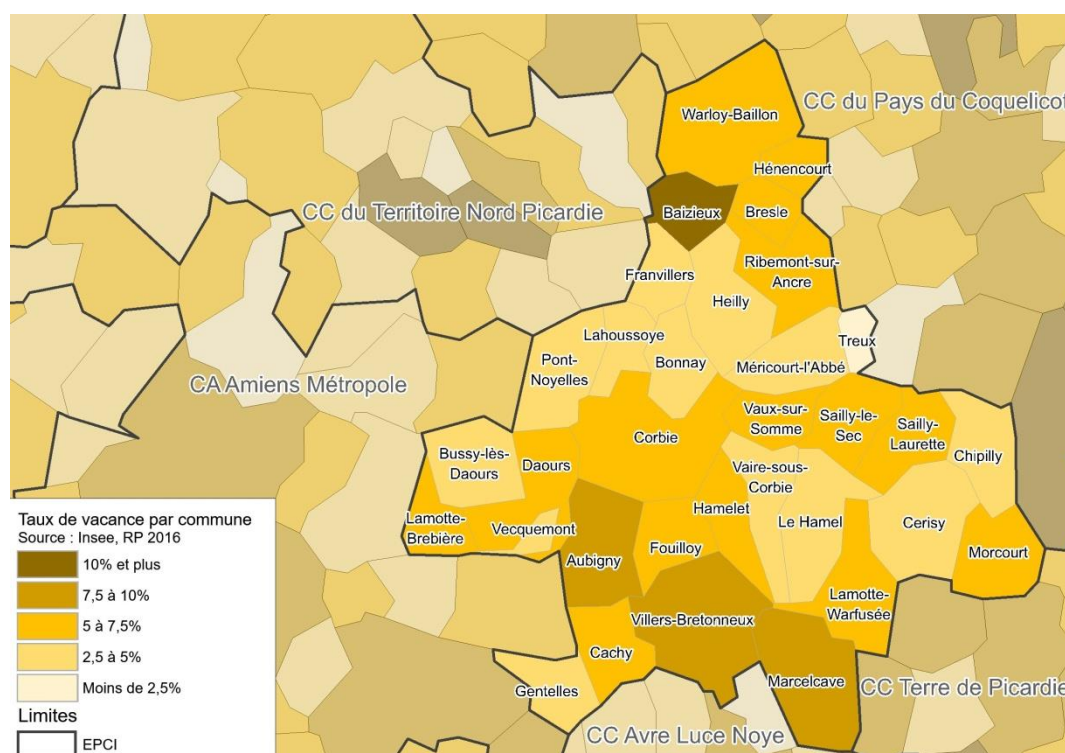 Warloy-Baillon
CC du Pays du Coquelicot
Hénencourt
CC du Territoire Nord Picardie
Baizieux
Bresle
Ribemont-sur-
Ancre
Franvillers
Heilly
Lahoussoye
Treux
Pont-
Noyelles
Bonnay
Méricourt-l'Abbé
CA Amiens Métropole
Vaux-sur-
Somme
Sailly-le-
Sec
Sailly-
Laurette
Corbie
Chipilly
Bussy-lès-
Daours
Daours
Vaire-sous-
Corbie
Hamelet
Le Hamel
Cerisy
Lamotte-
Brebière
Vecquemont
Aubigny
Fouilloy
Morcourt
Lamotte-
Warfusée
Villers-Bretonneux
Cachy
Marcelcave
Gentelles
CC Terre de Picardie
CC Avre Luce Noye
Taux de vacance par commune
Source : Insee, RP 2016
10% et plus
7,5 à 10%
5 à 7,5%
2,5 à 5%
Moins de 2,5%
Limites
EPCI